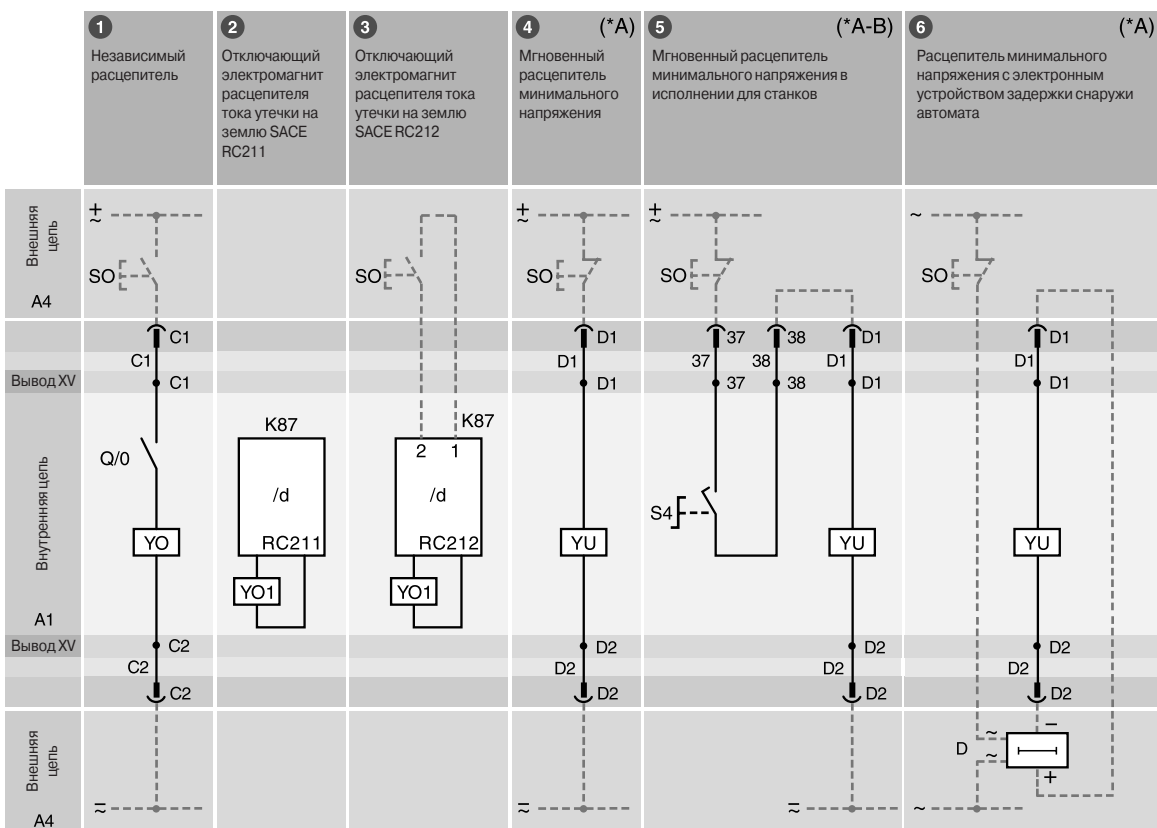 1
Независимый
расцепитель
2
Отключающий
электромагнит
расцепителя
тока утечки на
землю SACE
RC211
3
Отключающий
электромагнит
расцепителя тока
утечки на землю
SACE RC212
4 (*A)
Мгновенный
расцепитель
минимального
напряжения
5 (*A-B)
Мгновенный расцепитель
минимального напряжения в
исполнении для станков
6 (*A)
Расцепитель минимального
напряжения с электронным
устройством задержки снаружи
автомата
Внешняя
цепь
A4
± ~ ± ~ ± ~ ~
SO SO SO SO SO
C1 D1 37 38 D1 D1
C1 D1 37 38 D1 D1
Вывод XV C1 D1 37 38 D1 D1
Внутренняя цепь
A1
K87 K87
2 1
Q/0
/d /d
S4
YO RC211 RC212 YU YU YU
YO1 YO1
Вывод XV C2 D2 D2 D2
C2 D2 D2 D2
C2 D2 D2 D2
Внешняя
цепь
A4
D ~ ~ − +
≂ ≂ ≂ ~